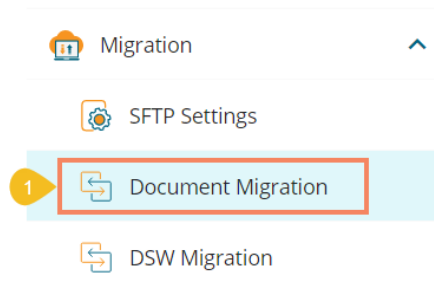 Migration
SFTP Settings
1
Document Migration
DSW Migration